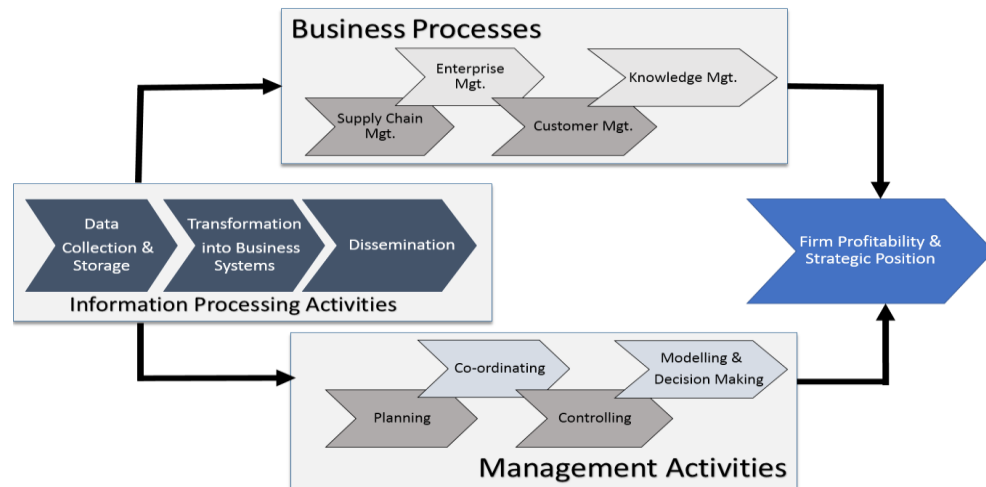 Business Processes
Enterprise
Mgt.
Knowledge Mgt.
Supply Chain
Mgt.
Customer Mgt.
Data
Collection &
Storage
Transformation
into Business
Systems
Dissemination
Information Processing Activities
Firm Profitability &
Strategic Position
Co-ordinating
Modelling &
Decision Making
Planning
Controlling
Management Activities